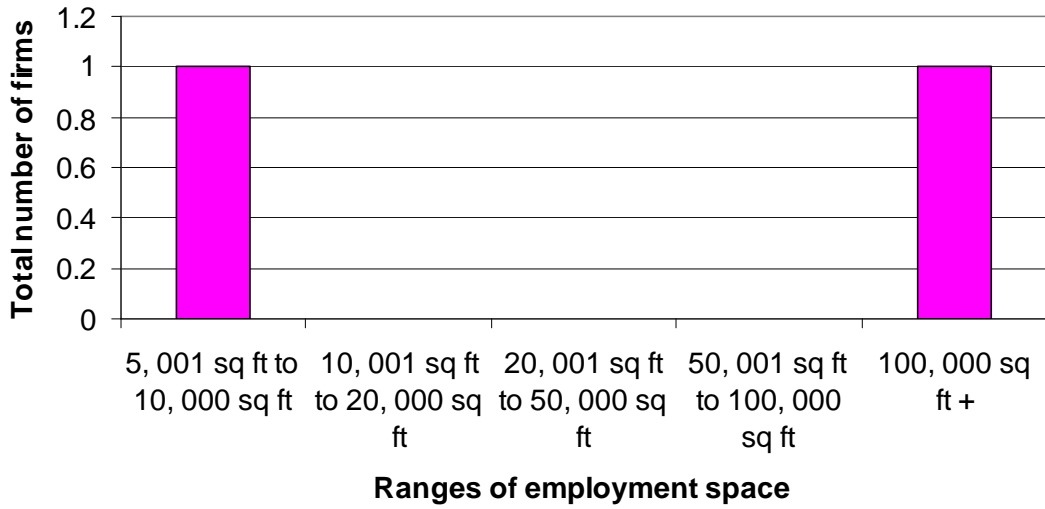 Total number of firms
1.2
1
0.8
0.6
0.4
0.2
0
5, 001 sq ft to
10, 000 sq ft
10, 001 sq ft
to 20, 000 sq
ft
20, 001 sq ft
to 50, 000 sq
ft
50, 001 sq ft
to 100, 000
sq ft
100, 000 sq
ft +
Ranges of employment space